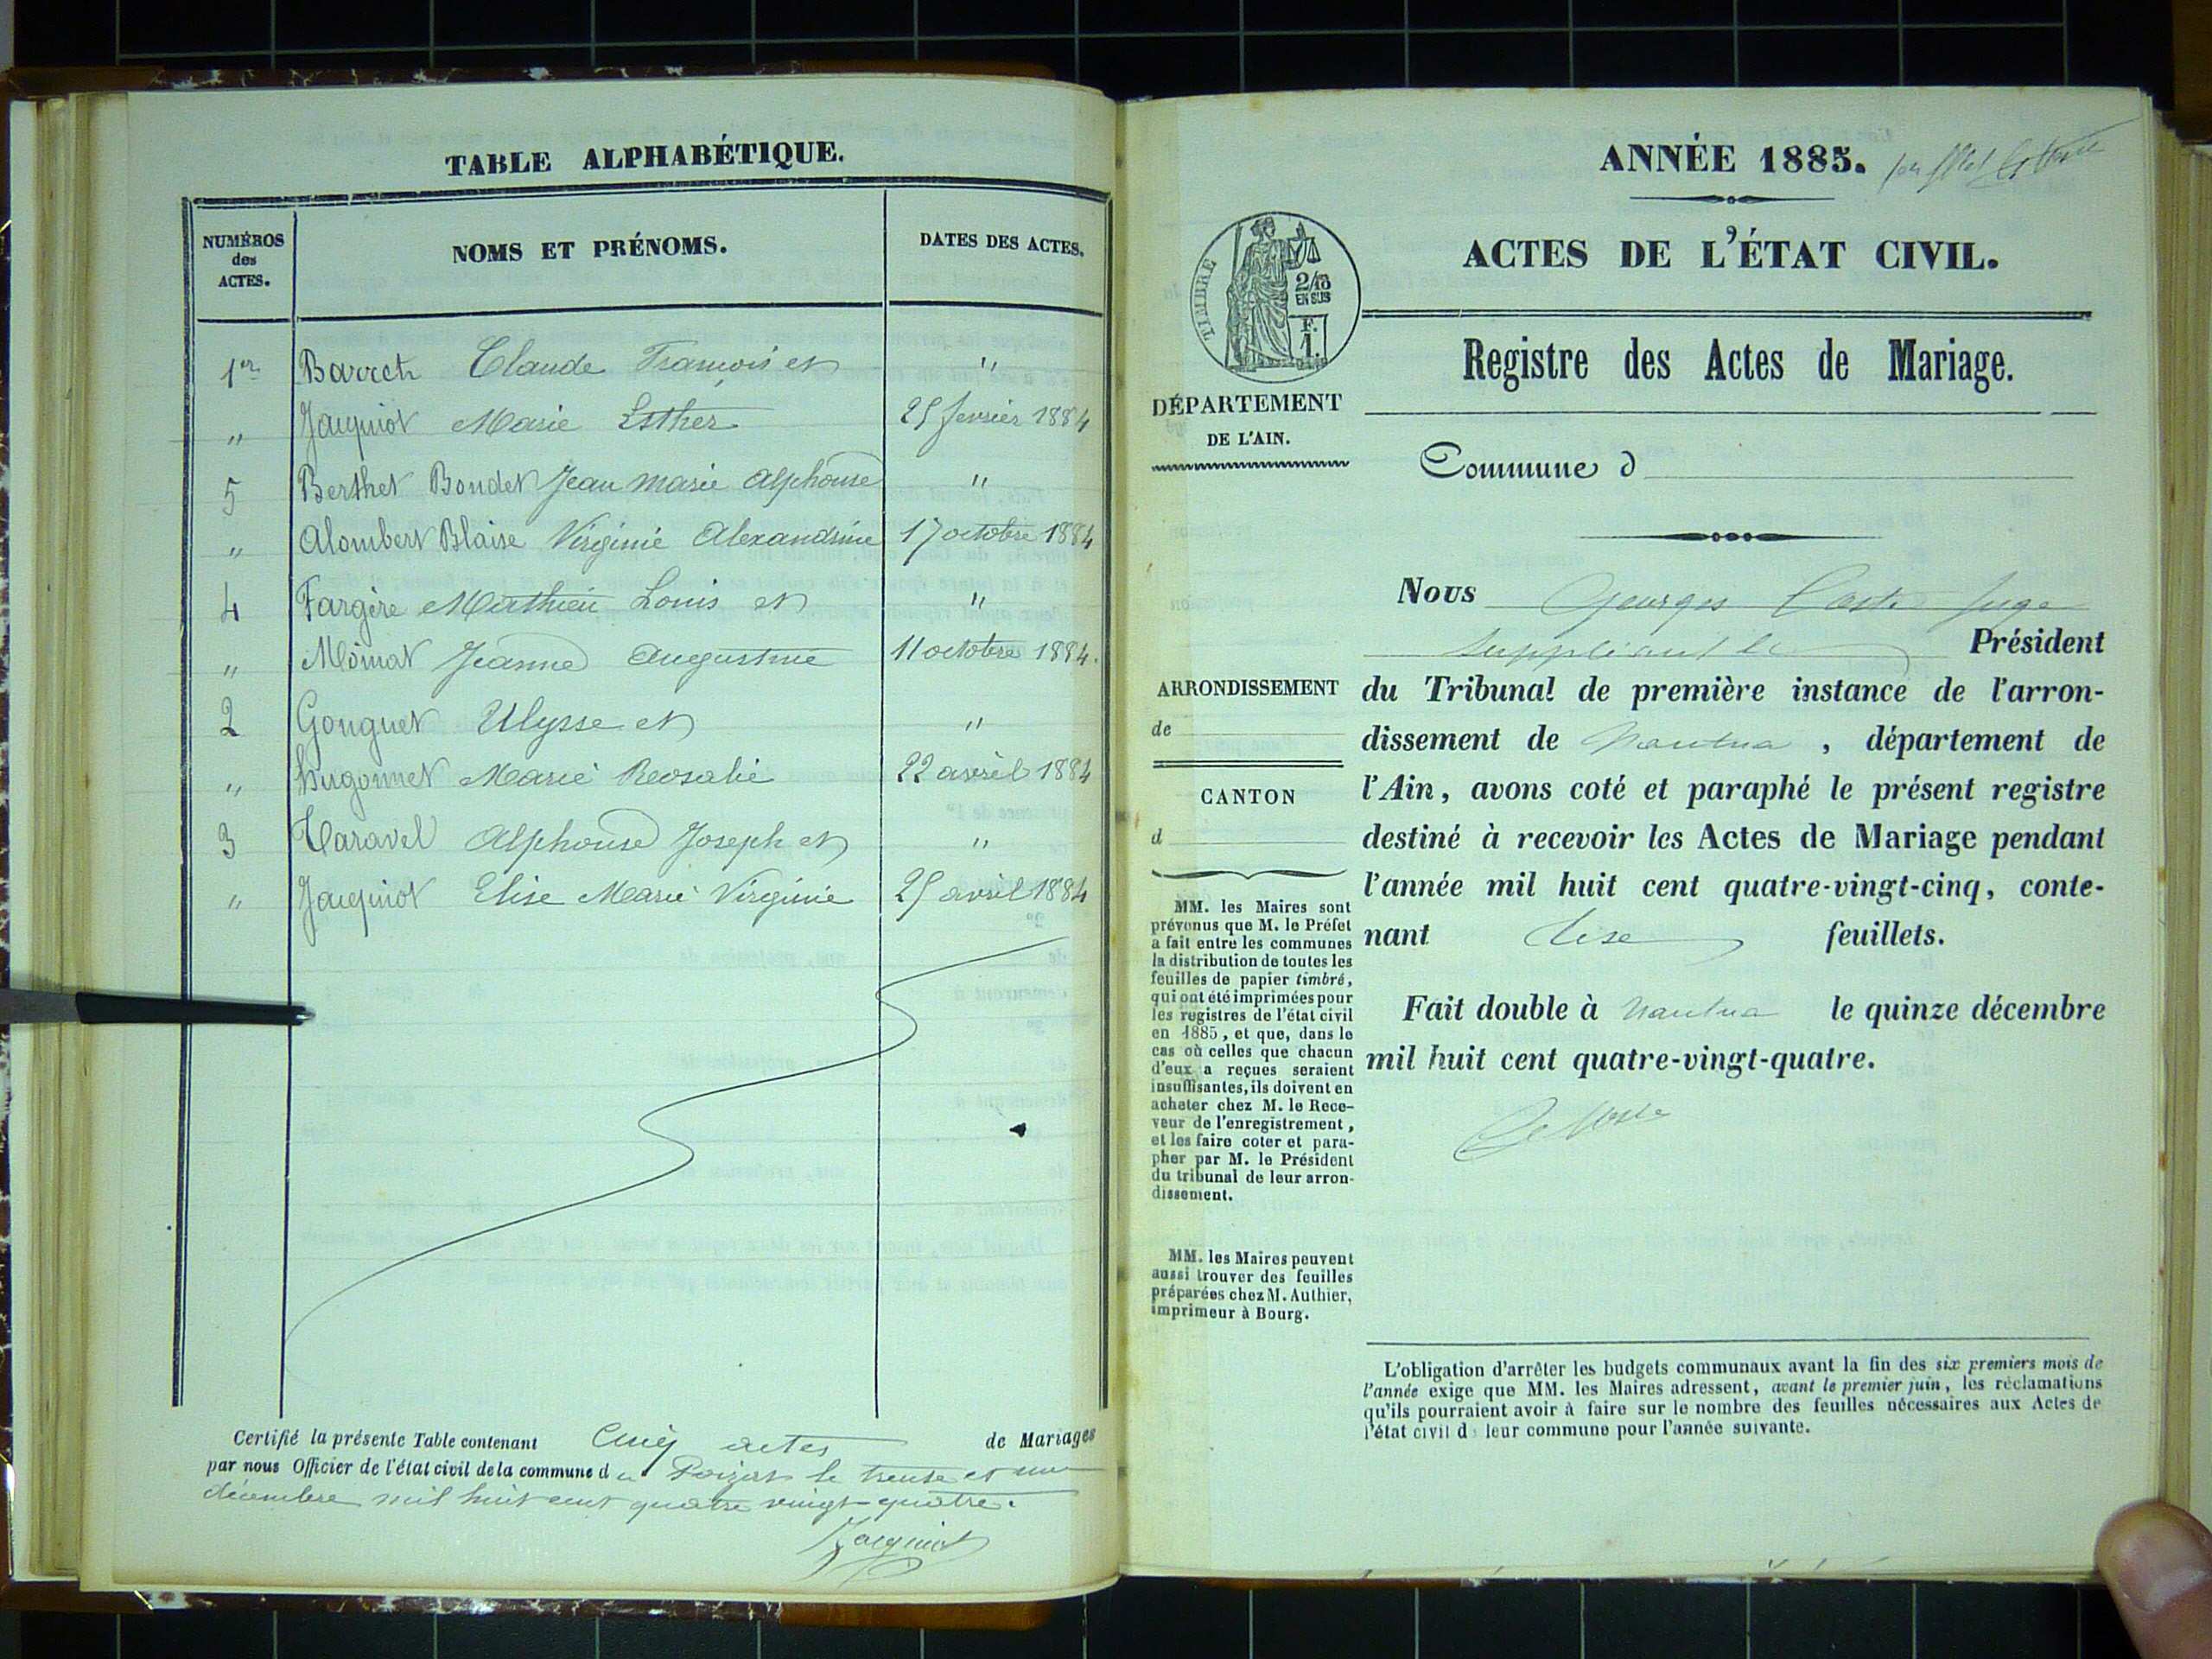 TABLE ALPHABÉTIQUE.
NUMÉROS des ACTES.
NOMS ET PRÉNOMS.
DATES DES ACTES.
1er Barret Claude François et "
" Jacquiot Marie Esther 25 fevrier 1884
5 Berthet Bondet Jean Marie Alphonse "
" Alombert Blaise Virginie Alexandrine 17 octobre 1884
4 Fargère Mathieu Louis et "
" Moinat Jeanne Augustine 11 octobre 1884.
2 Gonguet Ulysse et "
" hugonnet Marie Rosalie 22 avril 1884
3 Taravel Alphonse Joseph et "
" Jacquiot Elise Marie Virginie 25 avril 1884
Certifié la présente Table contenant Cinq actes de Mariages
par nous Officier de l'état civil de la commune du Poizat le trente et un
décembre mil huit cent quatre vingt-quatre.
Jacquiot
ANNÉE 1885.
ACTES DE L'ÉTAT CIVIL.
TIMBRE
2/10
EN SUS
F.
1.
Registre des Actes de Mariage.
DÉPARTEMENT
DE L'AIN.
Commune d
Nous Georges Juge
suppléant le Président
ARRONDISSEMENT
de
CANTON
d
du Tribunal de première instance de l'arron-
dissement de Nantua, département de
l'Ain, avons coté et paraphé le présent registre
destiné à recevoir les Actes de Mariage pendant
l'année mil huit cent quatre-vingt-cinq, conte-
nant feuillets.
Fait double à Nantua le quinze décembre
mil huit cent quatre-vingt-quatre.
MM. les Maires sont
prévenus que M. le Préfet
a fait entre les communes
la distribution de toutes les
feuilles de papier timbré,
qui ont été imprimées pour
les registres de l'état civil
en 1885, et que, dans le
cas où celles que chacun
d'eux a reçues seraient
insuffisantes, ils doivent en
acheter chez M. le Rece-
veur de l'enregistrement,
et les faire coter et para-
pher par M. le Président
du tribunal de leur arron-
dissement.
MM. les Maires peuvent
aussi trouver des feuilles
préparées chez M. Authier,
imprimeur à Bourg.
L'obligation d'arrêter les budgets communaux avant la fin des six premiers mois de
l'année exige que MM. les Maires adressent, avant le premier juin, les réclamations
qu'ils pourraient avoir à faire sur le nombre des feuilles nécessaires aux Actes de
l'état civil d leur commune pour l'année suivante.